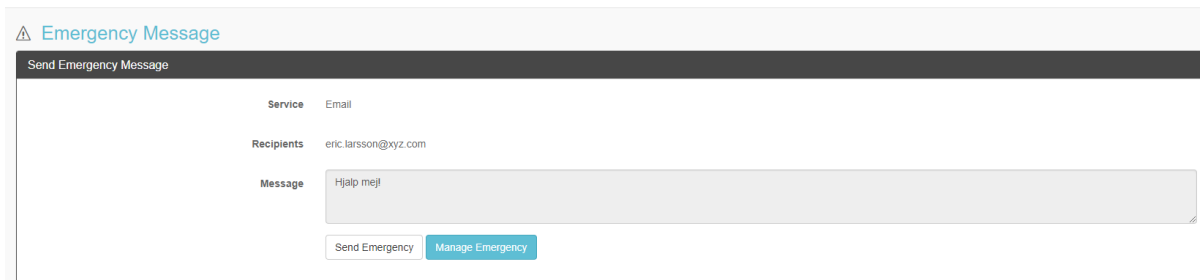 Emergency Message
Send Emergency Message
Service Email
Recipients eric.larsson@xyz.com
Message Hjalp mej!
Send Emergency Manage Emergency